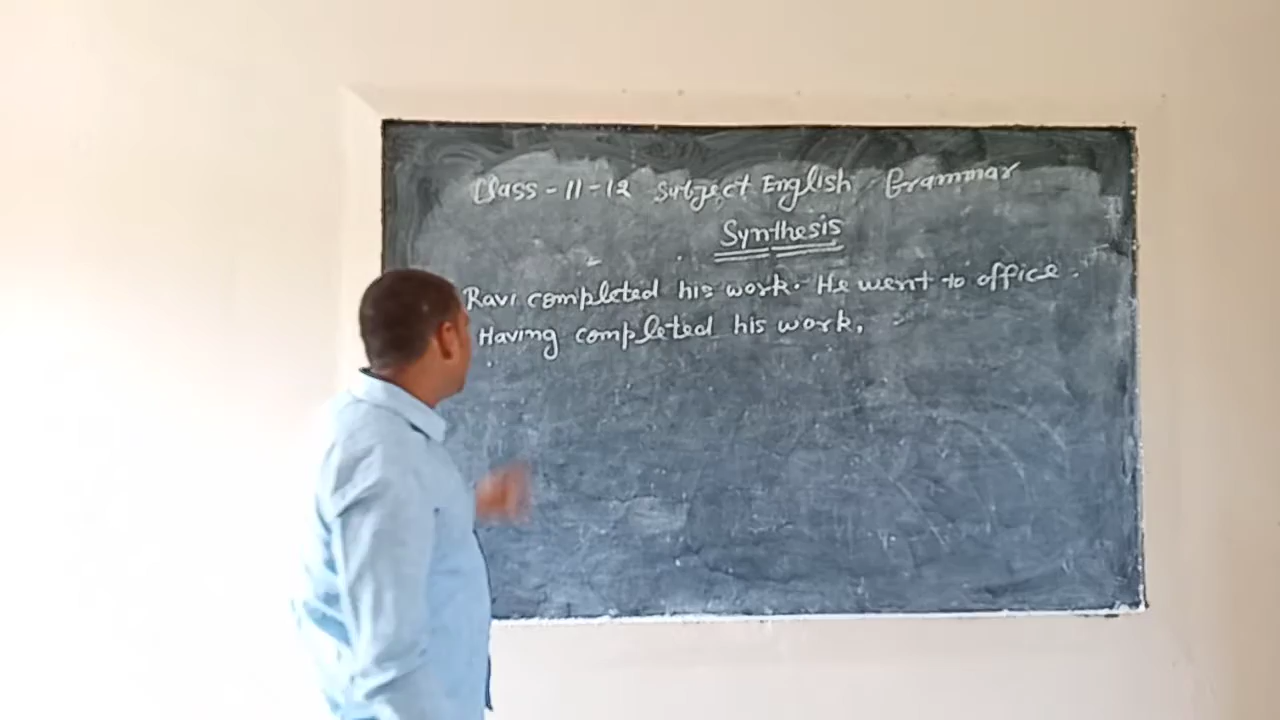 Class - 11 - 12 Subject English Grammar
Synthesis
Ravi completed his work. He went to office.
Having completed his work,